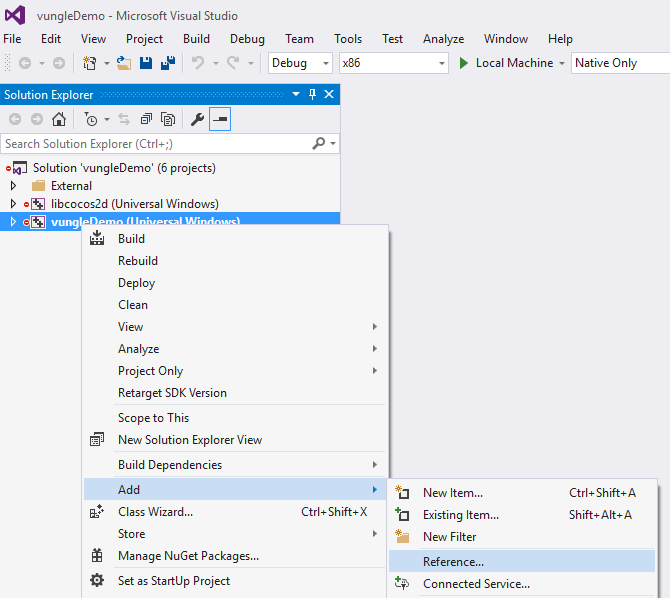 vungleDemo - Microsoft Visual Studio
File Edit View Project Build Debug Team Tools Test Analyze Window Help
Debug x86 Local Machine Native Only
Solution Explorer
Search Solution Explorer (Ctrl+;)
Solution 'vungleDemo' (6 projects)
External
libcocos2d (Universal Windows)
vungleDemo (Universal Windows)
Build
Rebuild
Deploy
Clean
View
Analyze
Project Only
Retarget SDK Version
Scope to This
New Solution Explorer View
Build Dependencies
Add
Class Wizard... Ctrl+Shift+X
Store
Manage NuGet Packages...
Set as StartUp Project
New Item... Ctrl+Shift+A
Existing Item... Shift+Alt+A
New Filter
Reference...
Connected Service...